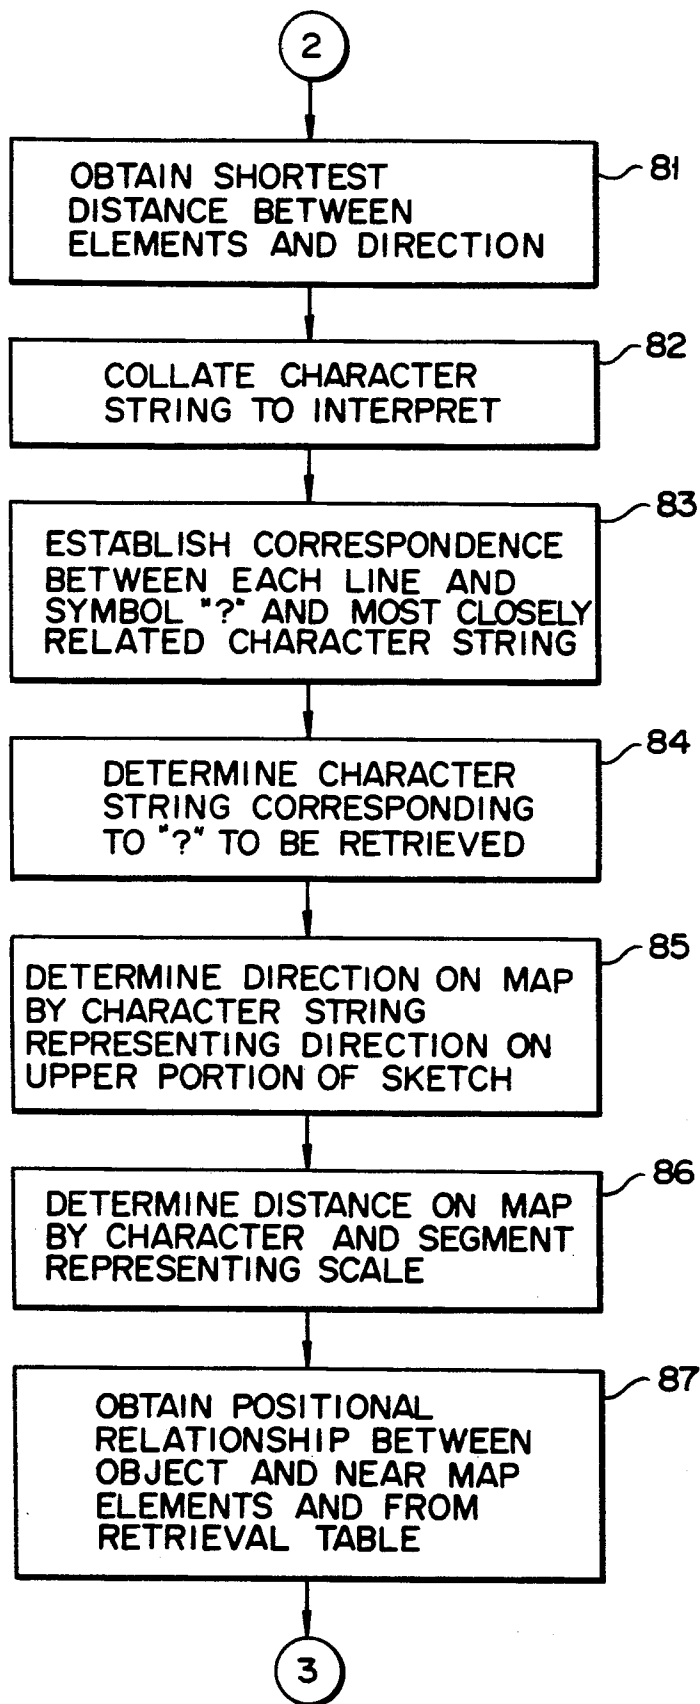 2
81
OBTAIN SHORTEST
DISTANCE BETWEEN
ELEMENTS AND DIRECTION
82
COLLATE CHARACTER
STRING TO INTERPRET
83
ESTABLISH CORRESPONDENCE
BETWEEN EACH LINE AND
SYMBOL "?" AND MOST CLOSELY
RELATED CHARACTER STRING
84
DETERMINE CHARACTER
STRING CORRESPONDING
TO "?" TO BE RETRIEVED
85
DETERMINE DIRECTION ON MAP
BY CHARACTER STRING
REPRESENTING DIRECTION ON
UPPER PORTION OF SKETCH
86
DETERMINE DISTANCE ON MAP
BY CHARACTER AND SEGMENT
REPRESENTING SCALE
87
OBTAIN POSITIONAL
RELATIONSHIP BETWEEN
OBJECT AND NEAR MAP
ELEMENTS AND FROM
RETRIEVAL TABLE
3